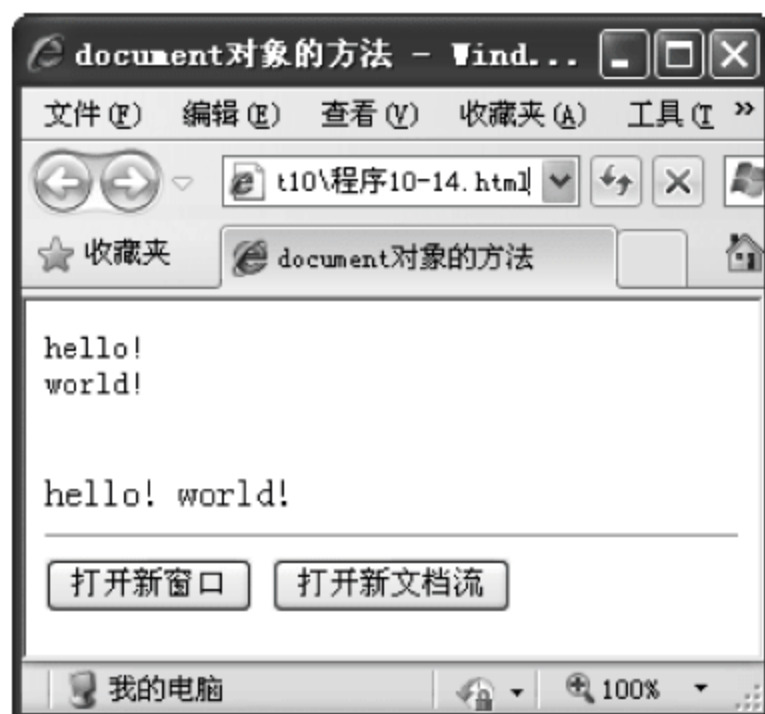 document对象的方法 - Wind...
文件(F) 编辑(E) 查看(V) 收藏夹(A) 工具(T »
t10\程序10-14.html
收藏夹 document对象的方法
hello!
world!
hello! world!
打开新窗口 打开新文档流
我的电脑 100%